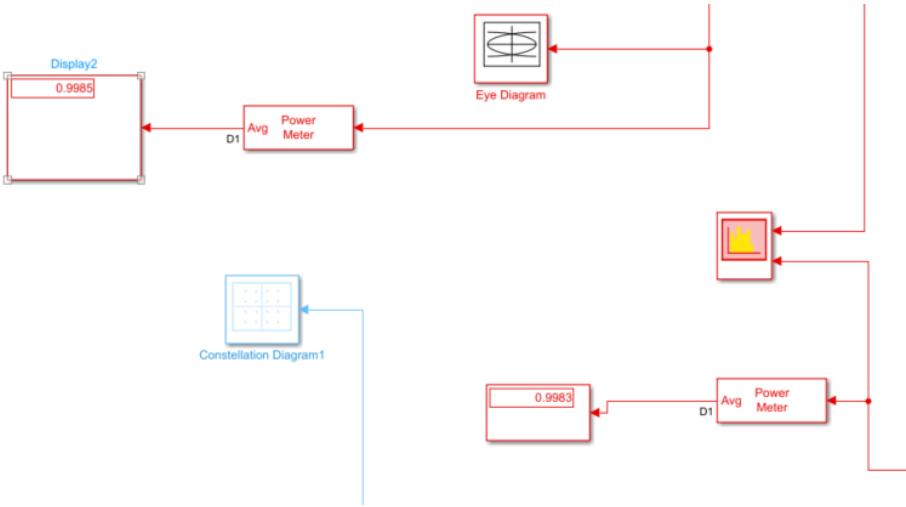 Display2
0.9985
D1
Avg
Power
Meter
Eye Diagram
Constellation Diagram1
0.9983
D1
Avg
Power
Meter